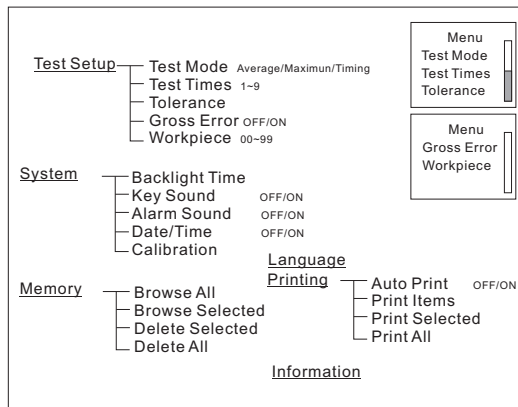 Test Setup
Test Mode Average/Maximun/Timing
Test Times 1~9
Tolerance
Gross Error OFF/ON
Workpiece 00~99
Menu
Test Mode
Test Times
Tolerance
Menu
Gross Error
Workpiece
System
Backlight Time
Key Sound OFF/ON
Alarm Sound OFF/ON
Date/Time OFF/ON
Calibration
Memory
Browse All
Browse Selected
Delete Selected
Delete All
Language
Printing
Auto Print OFF/ON
Print Items
Print Selected
Print All
Information